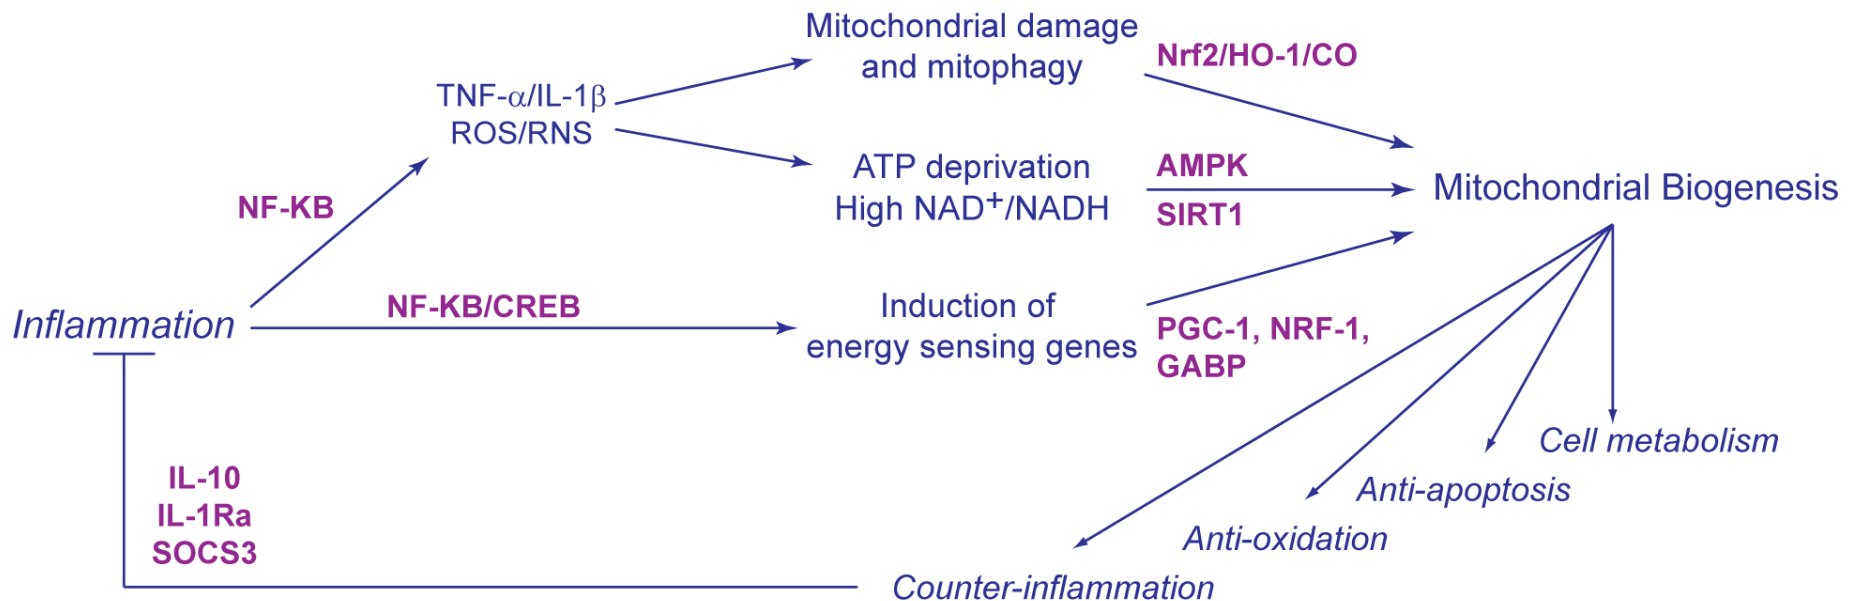 Mitochondrial damage
and mitophagy
Nrf2/HO-1/CO
TNF-α/IL-1β
ROS/RNS
ATP deprivation
High NAD⁺/NADH
AMPK
SIRT1
Mitochondrial Biogenesis
NF-KB
Inflammation
NF-KB/CREB
Induction of
energy sensing genes
PGC-1, NRF-1,
GABP
Cell metabolism
Anti-apoptosis
Anti-oxidation
Counter-inflammation
IL-10
IL-1Ra
SOCS3